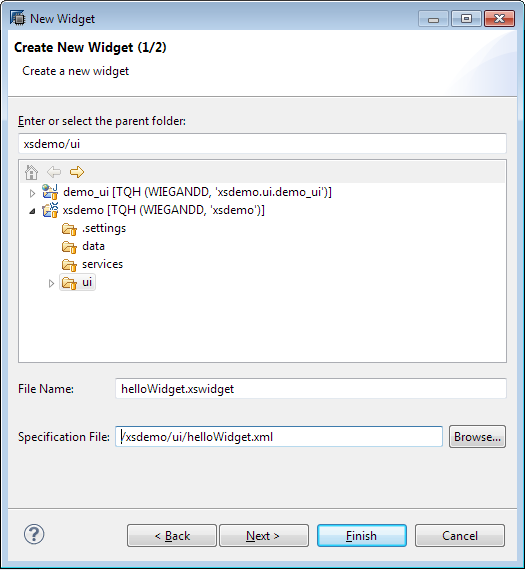 New Widget
Create New Widget (1/2)
Create a new widget
Enter or select the parent folder:
xsdemo/ui
demo_ui [TQH (WIEGANDD, 'xsdemo.ui.demo_ui')]
xsdemo [TQH (WIEGANDD, 'xsdemo')]
.settings
data
services
ui
File Name: helloWidget.xswidget
Specification File: /xsdemo/ui/helloWidget.xml Browse...
? < Back Next > Finish Cancel